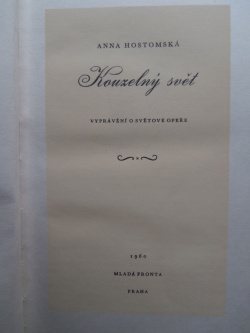 ANNA HOSTOMSKÁ
Kouzelný svět
VYPRÁVĚNÍ O SVĚTOVÉ OPEŘE
1960
MLADÁ FRONTA
PRAHA